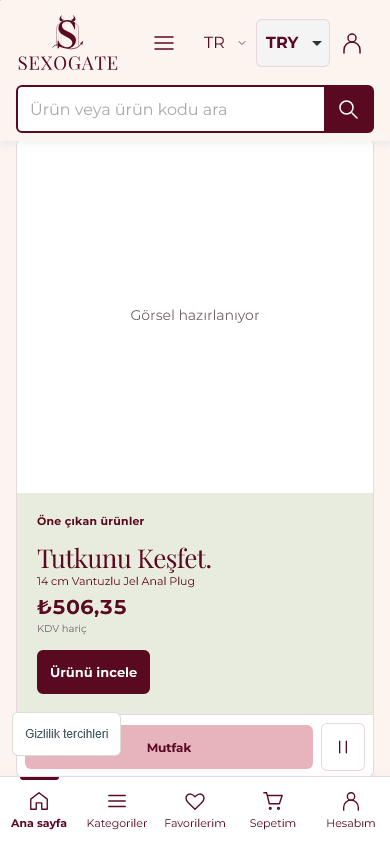 S
SEXOGATE
TR
TRY
Ürün veya ürün kodu ara
Görsel hazırlanıyor
Öne çıkan ürünler
Tutkunu Keşfet.
14 cm Vantuzlu Jel Anal Plug
₺506,35
KDV hariç
Ürünü incele
Gizlilik tercihleri
Mutfak
Ana sayfa
Kategoriler
Favorilerim
Sepetim
Hesabım